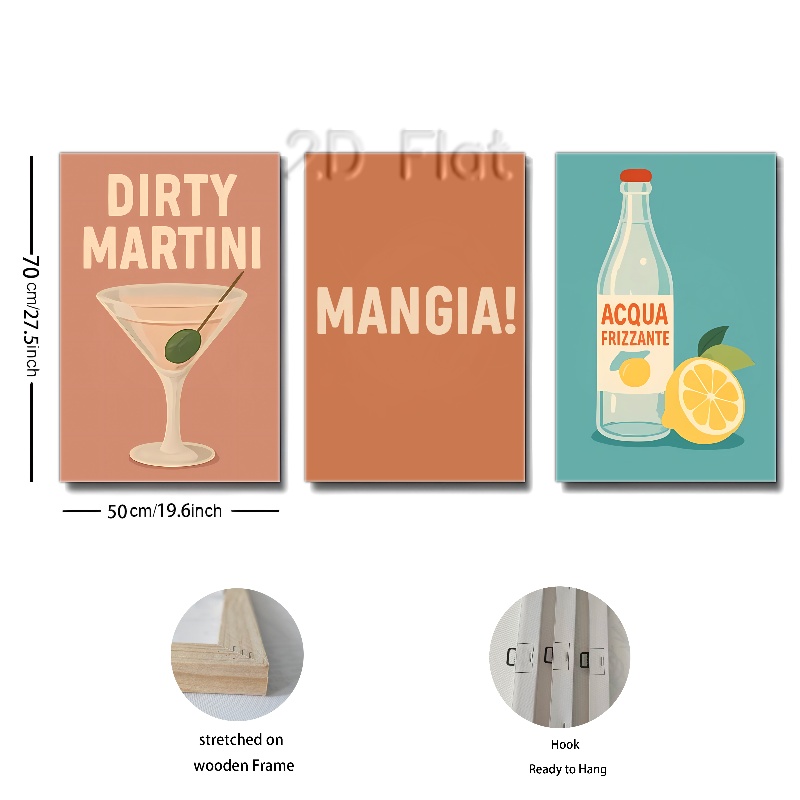 2D Flat
DIRTY
MARTINI
MANGIA!
ACQUA
FRIZZANTE
70 cm/27.5inch
50cm/19.6inch
stretched on
wooden Frame
Hook
Ready to Hang